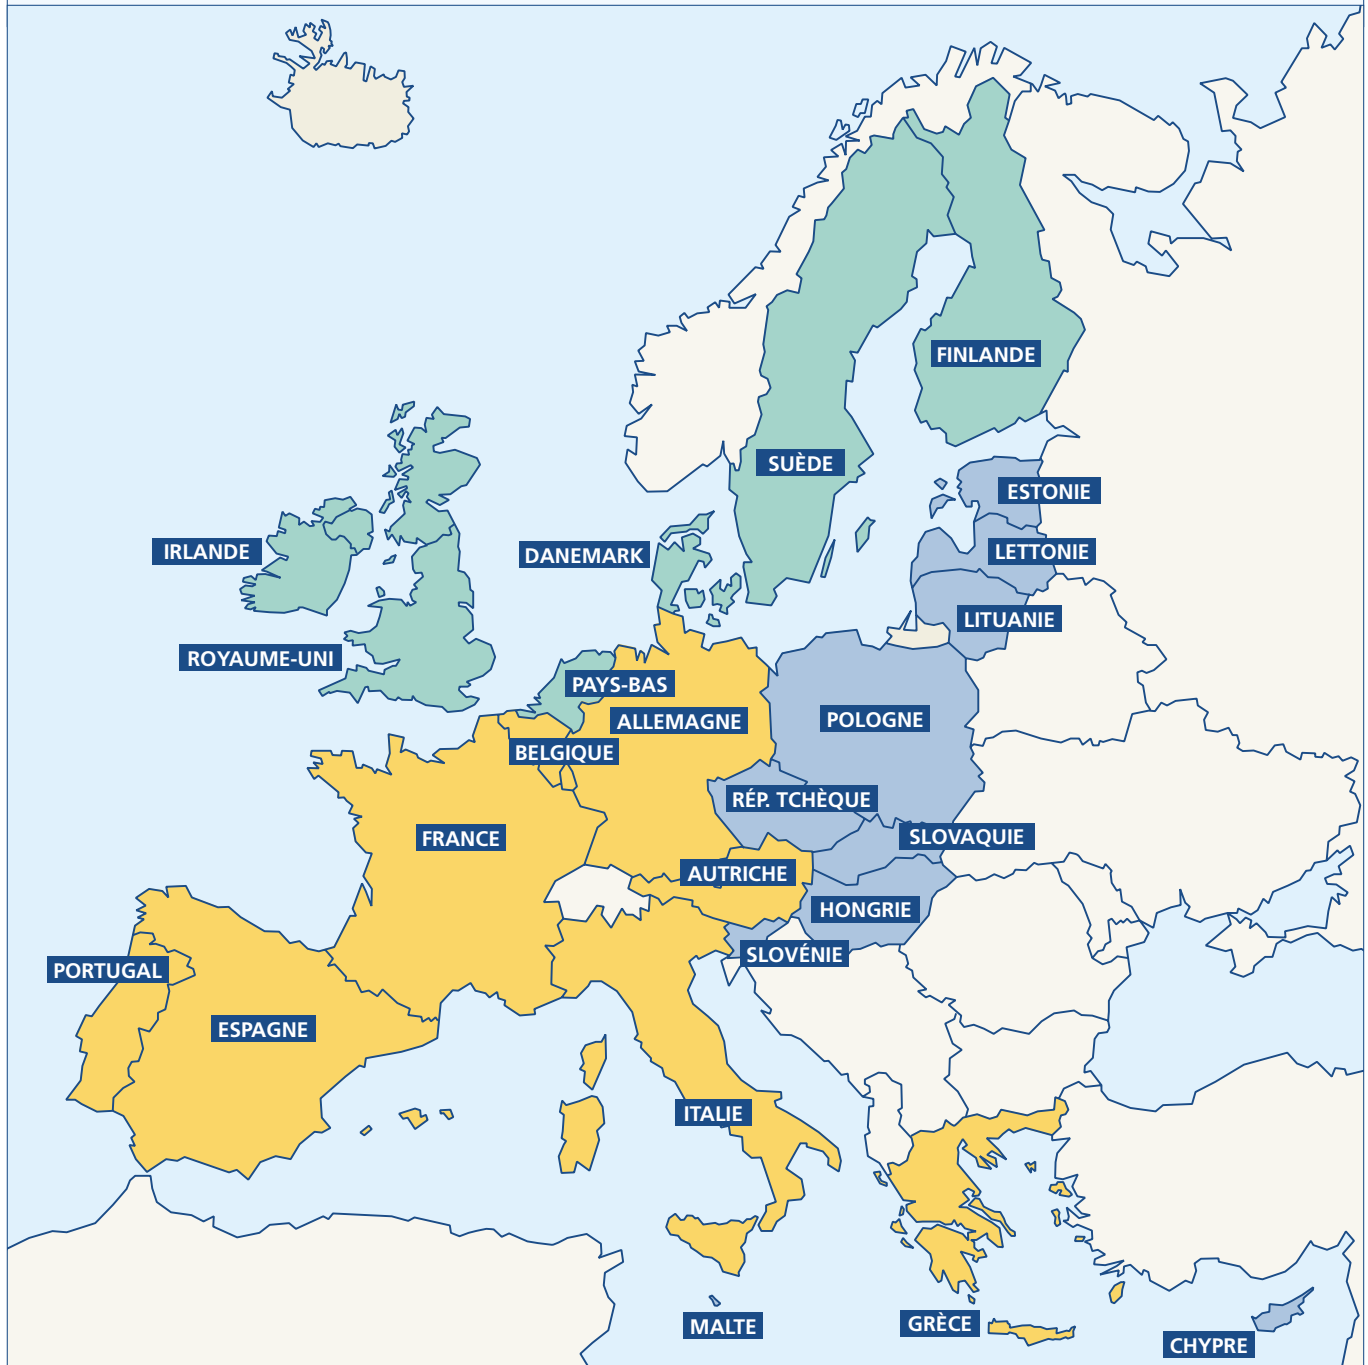 FINLANDE
SUÈDE
ESTONIE
IRLANDE
DANEMARK
LETTONIE
LITUANIE
ROYAUME-UNI
PAYS-BAS
ALLEMAGNE
POLOGNE
BELGIQUE
RÉP. TCHÈQUE
FRANCE
SLOVAQUIE
AUTRICHE
HONGRIE
SLOVÉNIE
PORTUGAL
ESPAGNE
ITALIE
MALTE
GRÈCE
CHYPRE